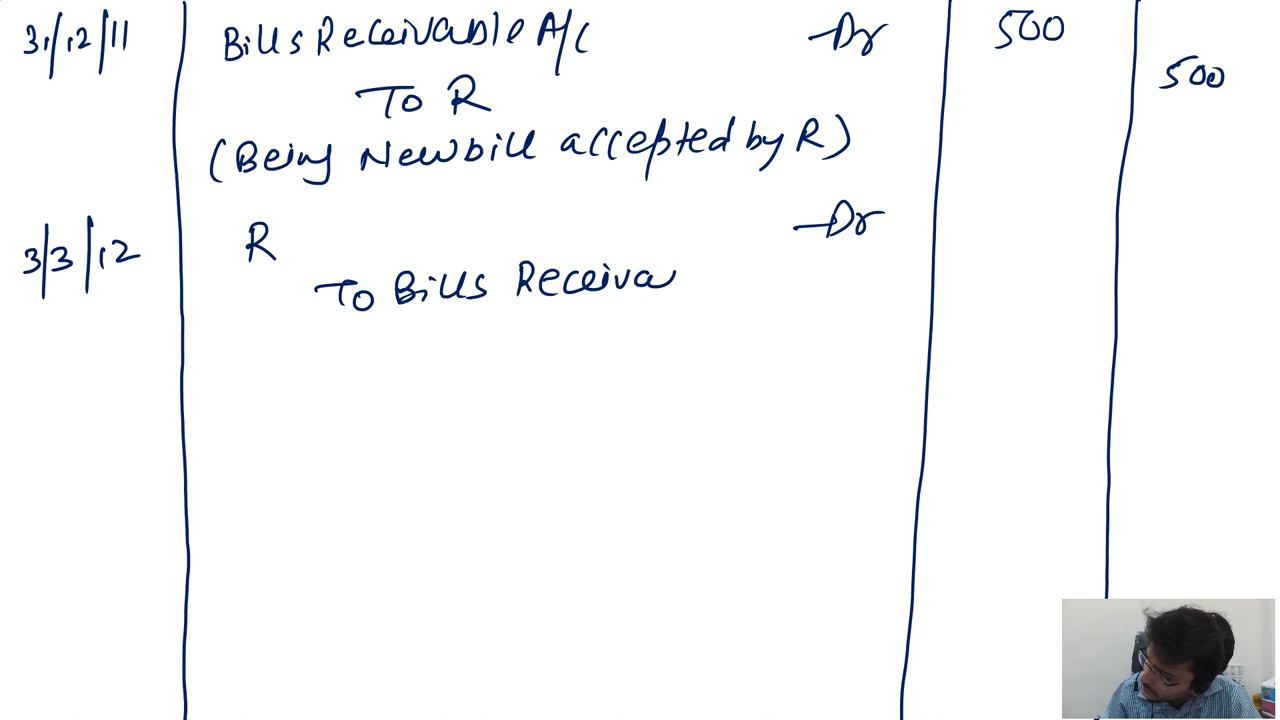 31/12/11 Bills Receivable A/C Dr 500
To R 500
(Being New bill accepted by R)
3/3/12 R Dr
To Bills Receiva